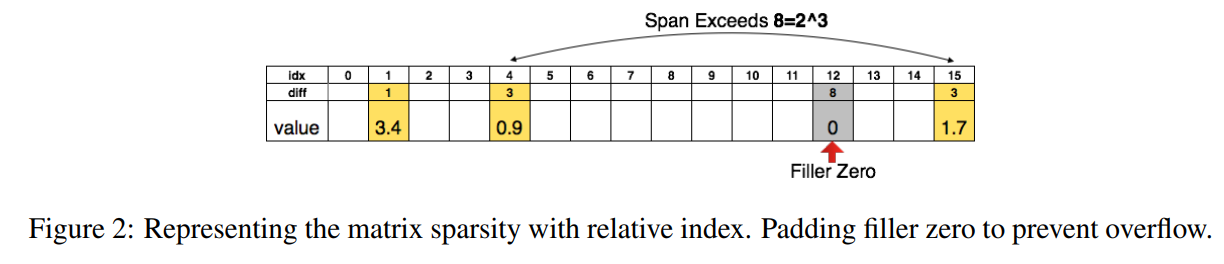 Span Exceeds 8=2^3
idx 0 1 2 3 4 5 6 7 8 9 10 11 12 13 14 15
diff 1 3 8 3
value 3.4 0.9 0 1.7
Filler Zero
Figure 2: Representing the matrix sparsity with relative index. Padding filler zero to prevent overflow.